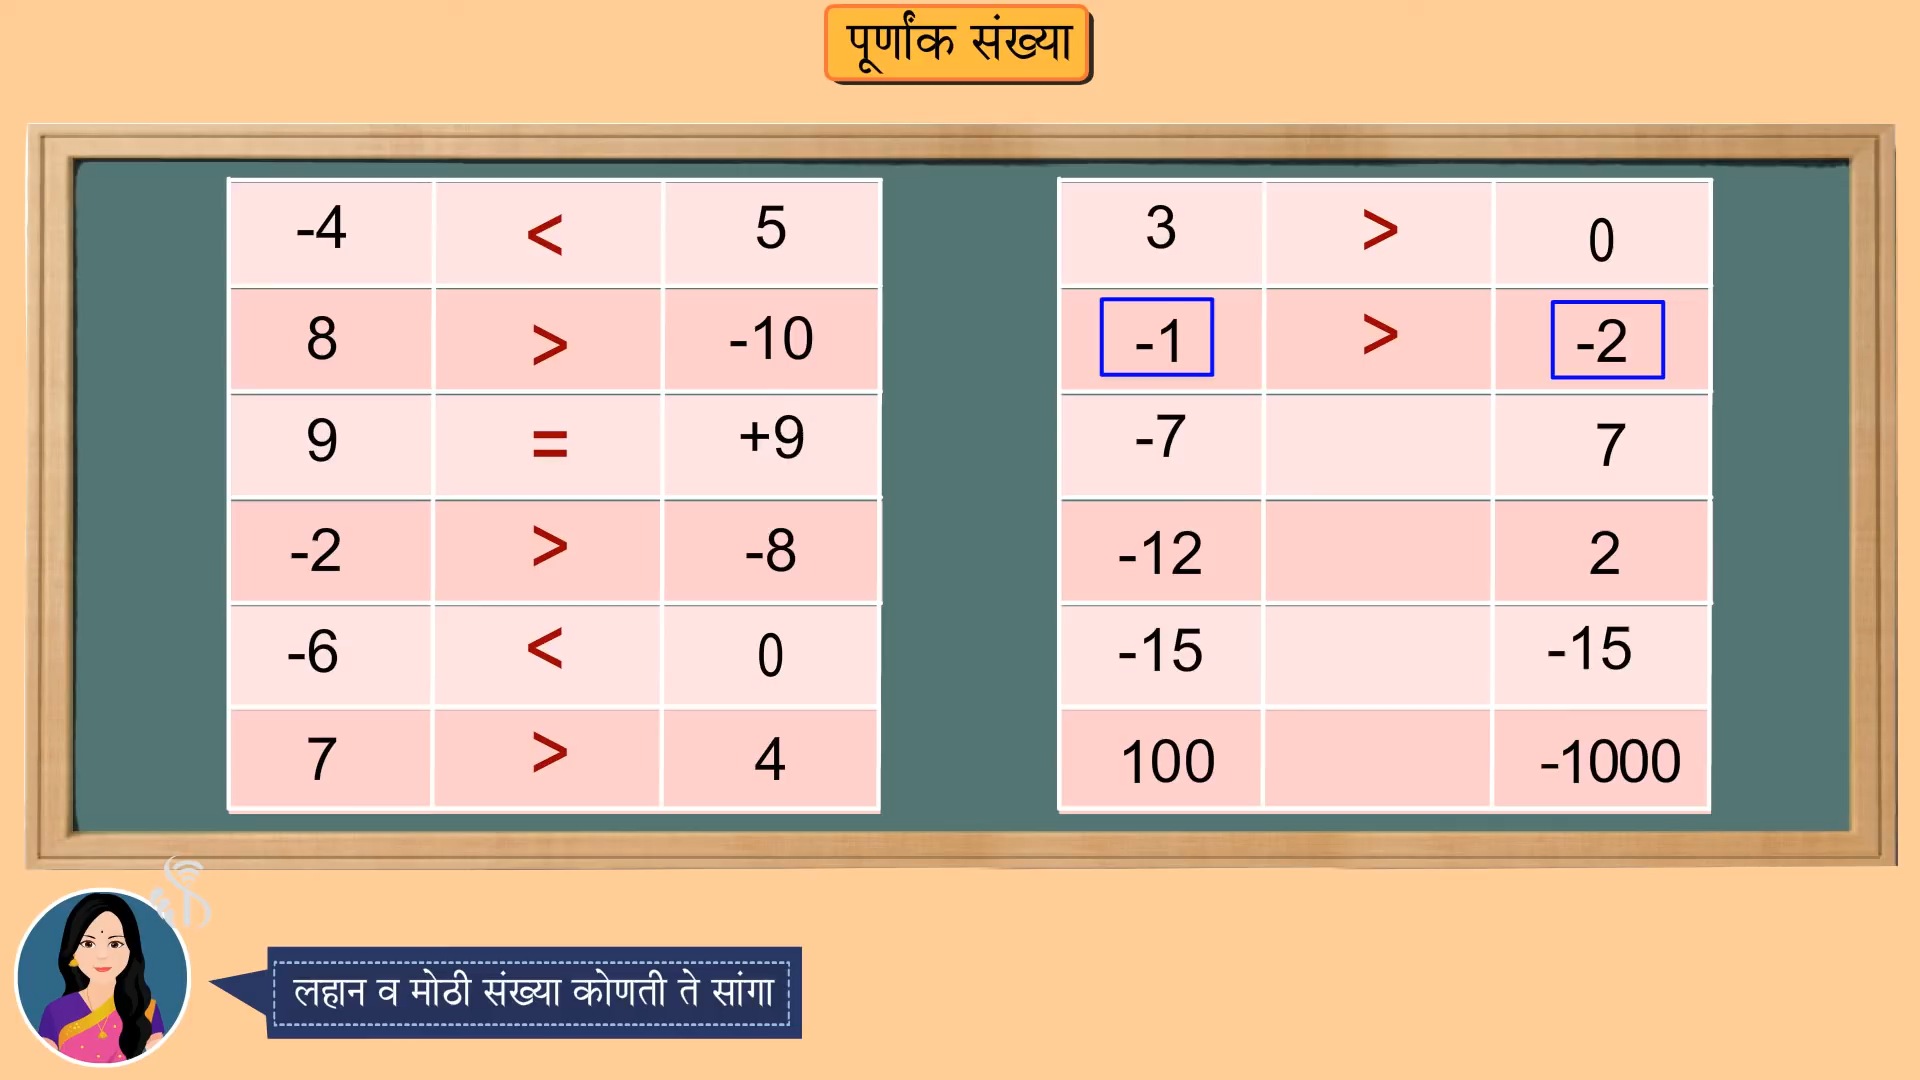 पूर्णांक संख्या
-4 < 5
8 > -10
9 = +9
-2 > -8
-6 < 0
7 > 4
3 > 0
-1 > -2
-7 7
-12 2
-15 -15
100 -1000
लहान व मोठी संख्या कोणती ते सांगा